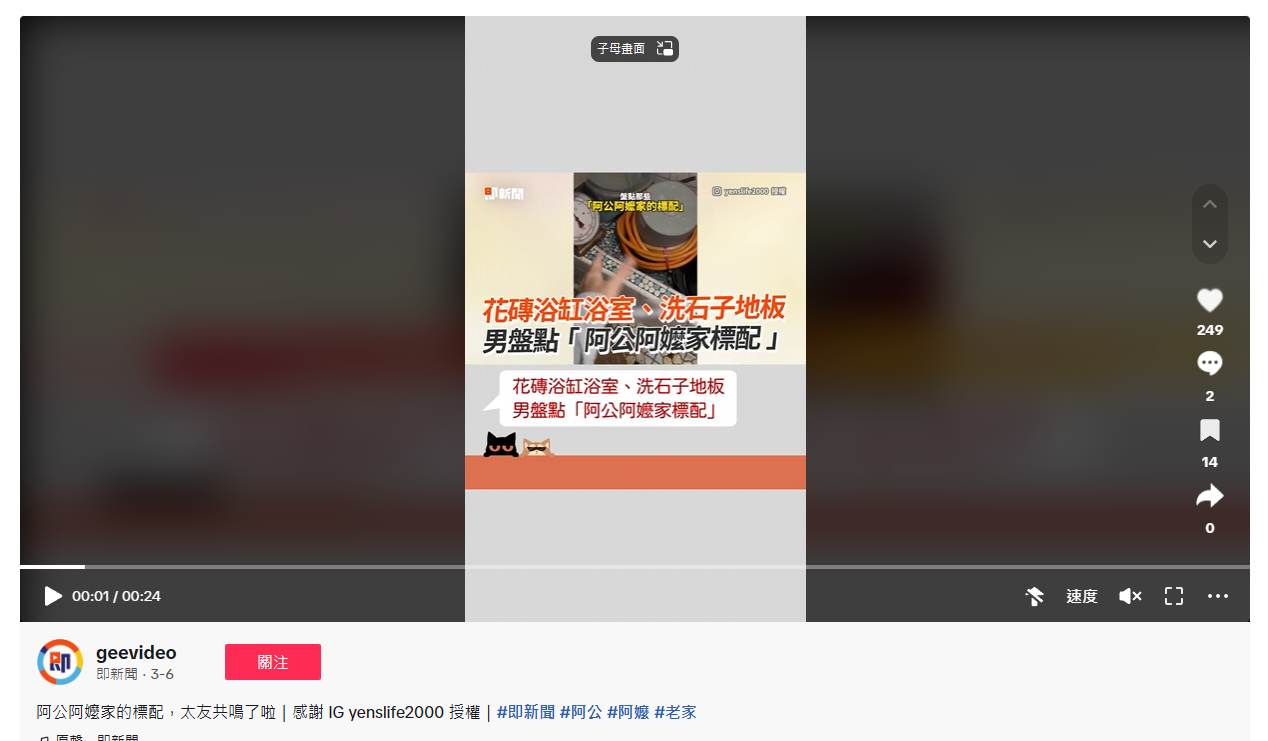 子母畫面
即新聞
yenslife2000 授權
盤點那些
「阿公阿嬤家的標配」
花磚浴缸浴室、洗石子地板
男盤點「阿公阿嬤家標配」
花磚浴缸浴室、洗石子地板
男盤點「阿公阿嬤家標配」
249
2
14
0
00:01 / 00:24
速度
geevideo
即新聞 · 3-6
關注
阿公阿嬤家的標配，太友共鳴了啦 | 感謝 IG yenslife2000 授權 | #即新聞 #阿公 #阿嬤 #老家
原聲 - 即新聞